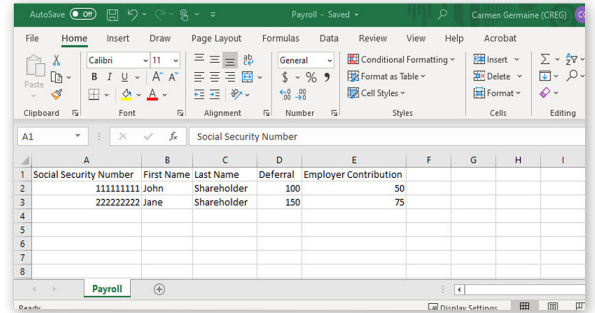 AutoSave Off Payroll - Saved Carmen Germaine (CREG)
File Home Insert Draw Page Layout Formulas Data Review View Help Acrobat
Calibri 11 General Conditional Formatting Insert
Paste B I U $ % Format as Table Delete
Cell Styles Format
Clipboard Font Alignment Number Styles Cells Editing
A1 fx Social Security Number
A B C D E F G H I
1 Social Security Number First Name Last Name Deferral Employer Contribution
2 111111111 John Shareholder 100 50
3 222222222 Jane Shareholder 150 75
4
5
6
7
8
Payroll
Ready Display Settings